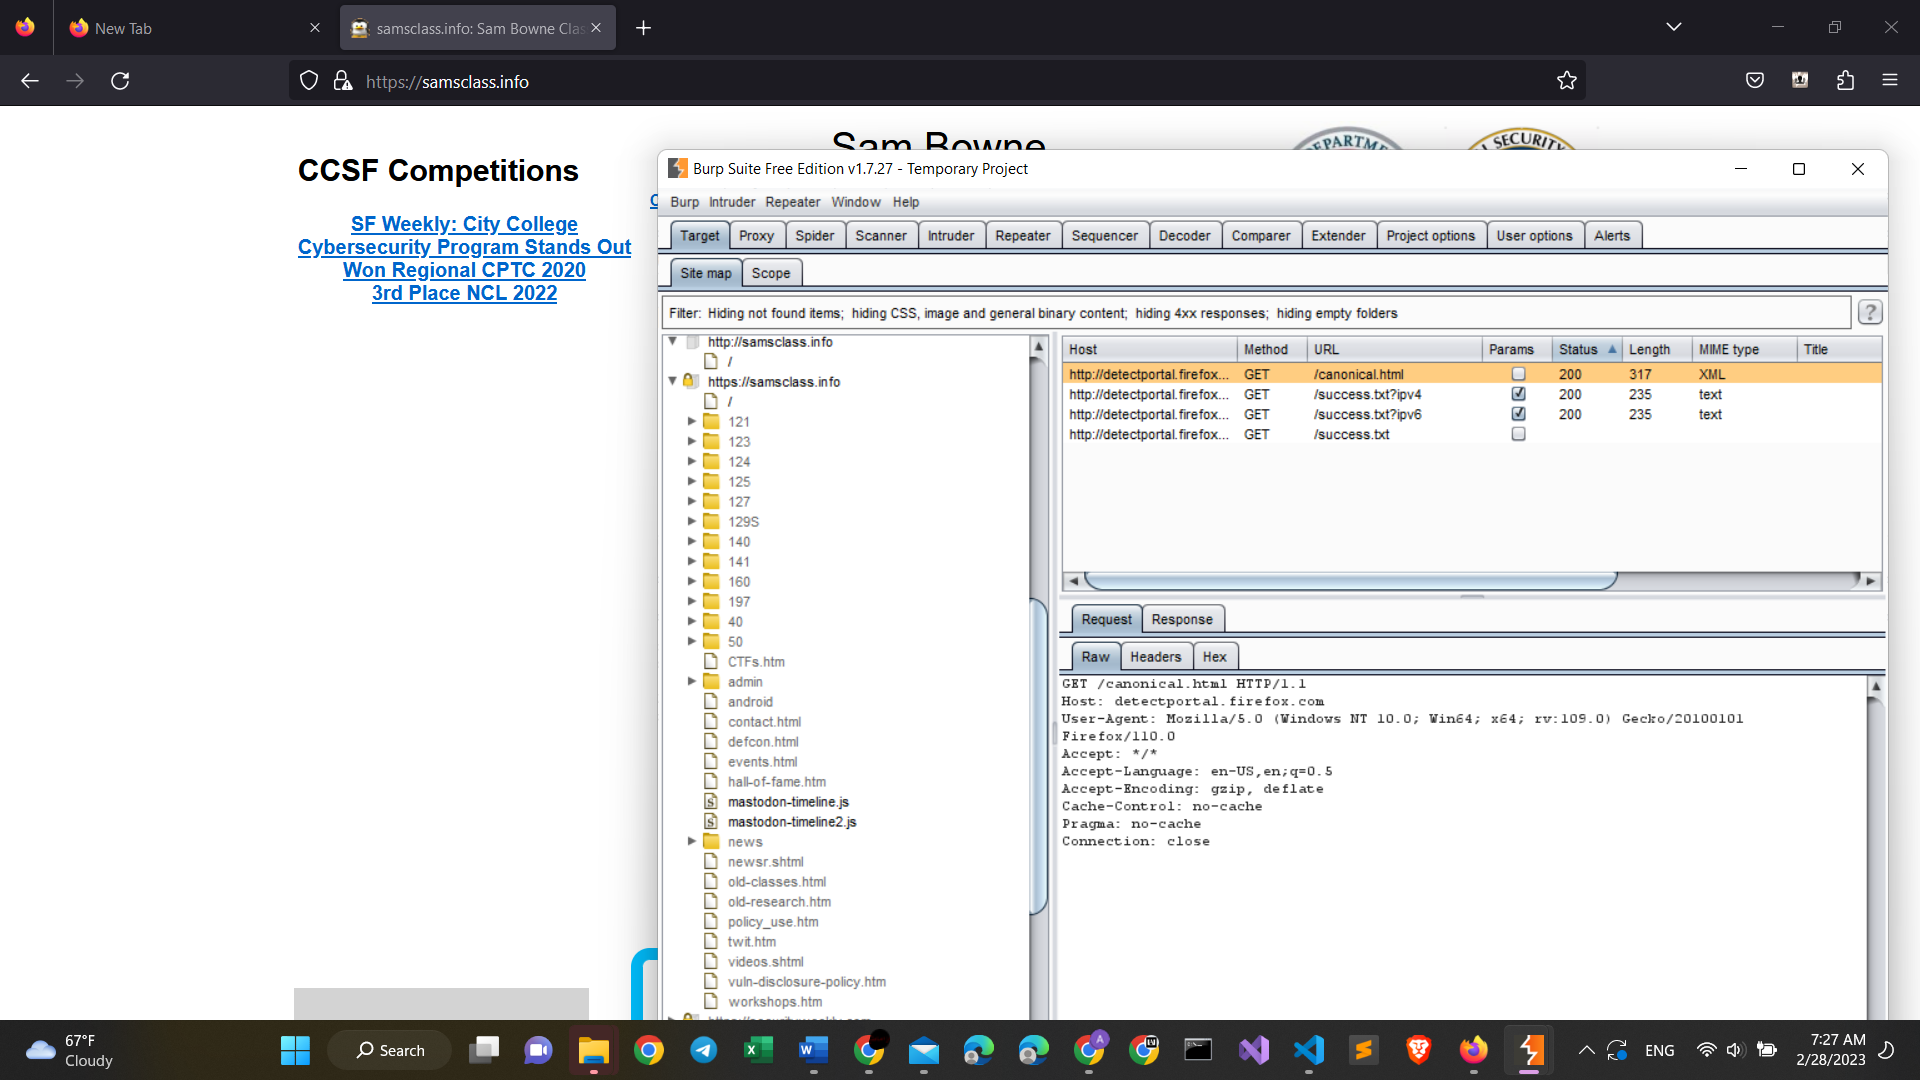 New Tab
samsclass.info: Sam Bowne Clas
https://samsclass.info
Sam Bowne
CCSF Competitions
SF Weekly: City College
Cybersecurity Program Stands Out
Won Regional CPTC 2020
3rd Place NCL 2022
Burp Suite Free Edition v1.7.27 - Temporary Project
Burp Intruder Repeater Window Help
Target Proxy Spider Scanner Intruder Repeater Sequencer Decoder Comparer Extender Project options User options Alerts
Site map Scope
Filter: Hiding not found items; hiding CSS, image and general binary content; hiding 4xx responses; hiding empty folders
?
http://samsclass.info
/
https://samsclass.info
/
121
123
124
125
127
129S
140
141
160
197
40
50
CTFs.htm
admin
android
contact.html
defcon.html
events.html
hall-of-fame.htm
mastodon-timeline.js
mastodon-timeline2.js
news
newsr.shtml
old-classes.html
old-research.htm
policy_use.htm
twit.htm
videos.shtml
vuln-disclosure-policy.htm
workshops.htm
Host Method URL Params Status Length MIME type Title
http://detectportal.firefox... GET /canonical.html 200 317 XML
http://detectportal.firefox... GET /success.txt?ipv4 200 235 text
http://detectportal.firefox... GET /success.txt?ipv6 200 235 text
http://detectportal.firefox... GET /success.txt
Request Response
Raw Headers Hex
GET /canonical.html HTTP/1.1
Host: detectportal.firefox.com
User-Agent: Mozilla/5.0 (Windows NT 10.0; Win64; x64; rv:109.0) Gecko/20100101
Firefox/110.0
Accept: */*
Accept-Language: en-US,en;q=0.5
Accept-Encoding: gzip, deflate
Cache-Control: no-cache
Pragma: no-cache
Connection: close
67°F
Cloudy
Search
ENG
7:27 AM
2/28/2023